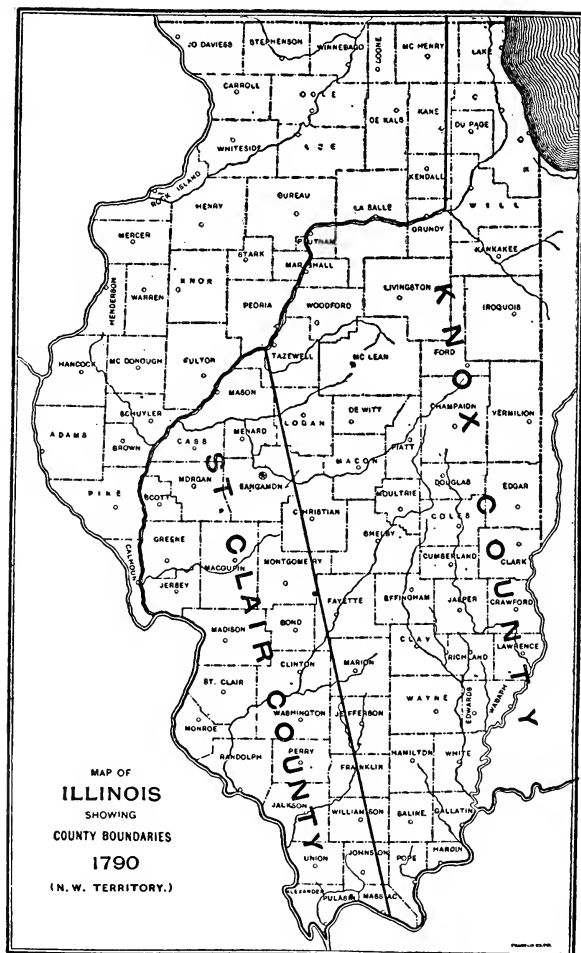 JO DAVIESS
STEPHENSON
WINNEBAGO
BOONE
MC HENRY
LAKE
CARROLL
OGLE
DE KALB
KANE
DU PAGE
WHITESIDE
LEE
KENDALL
ROCK ISLAND
HENRY
BUREAU
LA SALLE
GRUNDY
WILL
MERCER
PUTNAM
KANKAKEE
STARK
MARSHALL
HENDERSON
WARREN
KNOX
PEORIA
WOODFORD
LIVINGSTON
IROQUOIS
HANCOCK
MC DONOUGH
FULTON
TAZEWELL
MC LEAN
FORD
MASON
SCHUYLER
LOGAN
DE WITT
CHAMPAION
VERMILION
ADAMS
BROWN
CASS
MENARD
PIATT
MACON
PIKE
SCOTT
MORGAN
SANGAMON
DOUGLAS
EDGAR
MOULTRIE
CHRISTIAN
COLES
SHELBY
GREENE
MACOUPIN
MONTGOMERY
CUMBERLAND
CLARK
CALHOUN
JERSEY
FAYETTE
EFFINGHAM
JASPER
CRAWFORD
MADISON
BOND
CLAY
RICHLAND
LAWRENCE
CLINTON
MARION
ST. CLAIR
WAYNE
EDWARDS
WABASH
WASHINGTON
JEFFERSON
MONROE
RANDOLPH
PERRY
HAMILTON
WHITE
FRANKLIN
JACKSON
WILLIAMSON
SALINE
GALLATIN
UNION
JOHNSON
POPE
HARDIN
ALEXANDER
PULASKI
MASSAC
KNOX COUNTY
ST. CLAIR COUNTY
MAP OF
ILLINOIS
SHOWING
COUNTY BOUNDARIES
1790
(N.W. TERRITORY.)